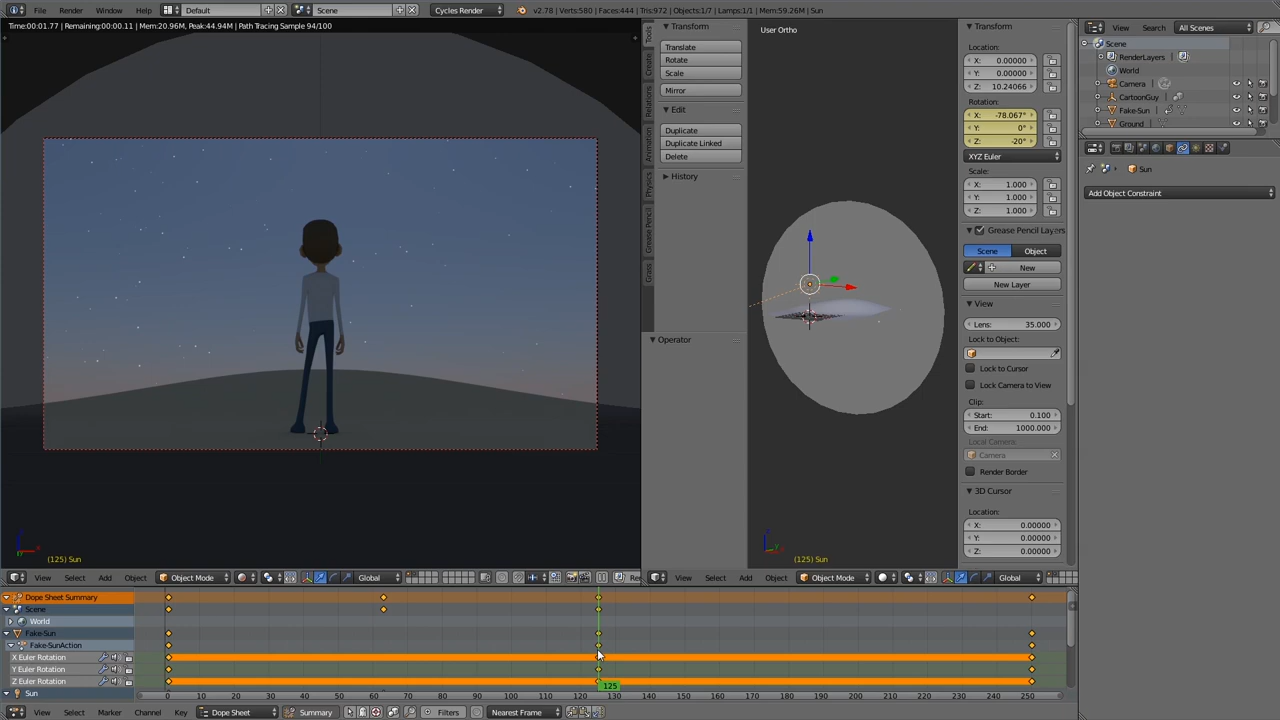 File Render Window Help Default Scene Cycles Render v2.78 | Verts:580 | Faces:444 | Tris:972 | Objects:1/7 | Lamps:1/1 | Mem:59.26M | Sun
Time:00:01.77 | Remaining:00:00.11 | Mem:20.96M, Peak:44.94M | Path Tracing Sample 94/100
(125) Sun
View Select Add Object Object Mode Global Re
Tools
Create
Relations
Animation
Physics
Grease Pencil
Grass
Transform
Translate
Rotate
Scale
Mirror
Edit
Duplicate
Duplicate Linked
Delete
History
Operator
User Ortho
(125) Sun
View Select Add Object Object Mode Global
Transform
Location:
X: 0.00000
Y: 0.00000
Z: 10.24066
Rotation:
X: -78.067°
Y: 0°
Z: -20°
XYZ Euler
Scale:
X: 1.000
Y: 1.000
Z: 1.000
Grease Pencil Layers
Scene Object
New
New Layer
View
Lens: 35.000
Lock to Object:
Lock to Cursor
Lock Camera to View
Clip:
Start: 0.100
End: 1000.000
Local Camera:
Camera
Render Border
3D Cursor
Location:
X: 0.00000
Y: 0.00000
Z: 0.00000
View Search All Scenes
Scene
RenderLayers
World
Camera
CartoonGuy
Fake-Sun
Ground
Sun
Add Object Constraint
Dope Sheet Summary
Scene
World
Fake-Sun
Fake-SunAction
X Euler Rotation
Y Euler Rotation
Z Euler Rotation
Sun
125
0 10 20 30 40 50 60 70 80 90 100 110 120 130 140 150 160 170 180 190 200 210 220 230 240 250
View Select Marker Channel Key Dope Sheet Summary Filters Nearest Frame